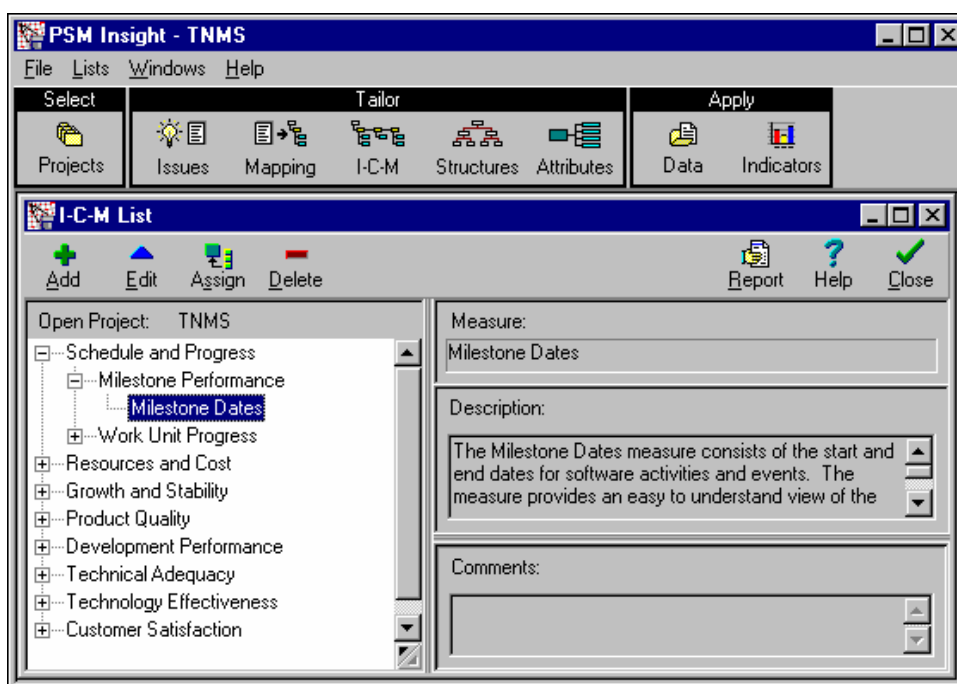 PSM Insight - TNMS
File Lists Windows Help
Select Tailor Apply
Projects Issues Mapping I-C-M Structures Attributes Data Indicators
I-C-M List
Add Edit Assign Delete Report Help Close
Open Project: TNMS
Schedule and Progress
Milestone Performance
Milestone Dates
Work Unit Progress
Resources and Cost
Growth and Stability
Product Quality
Development Performance
Technical Adequacy
Technology Effectiveness
Customer Satisfaction
Measure:
Milestone Dates
Description:
The Milestone Dates measure consists of the start and
end dates for software activities and events. The
measure provides an easy to understand view of the
Comments: